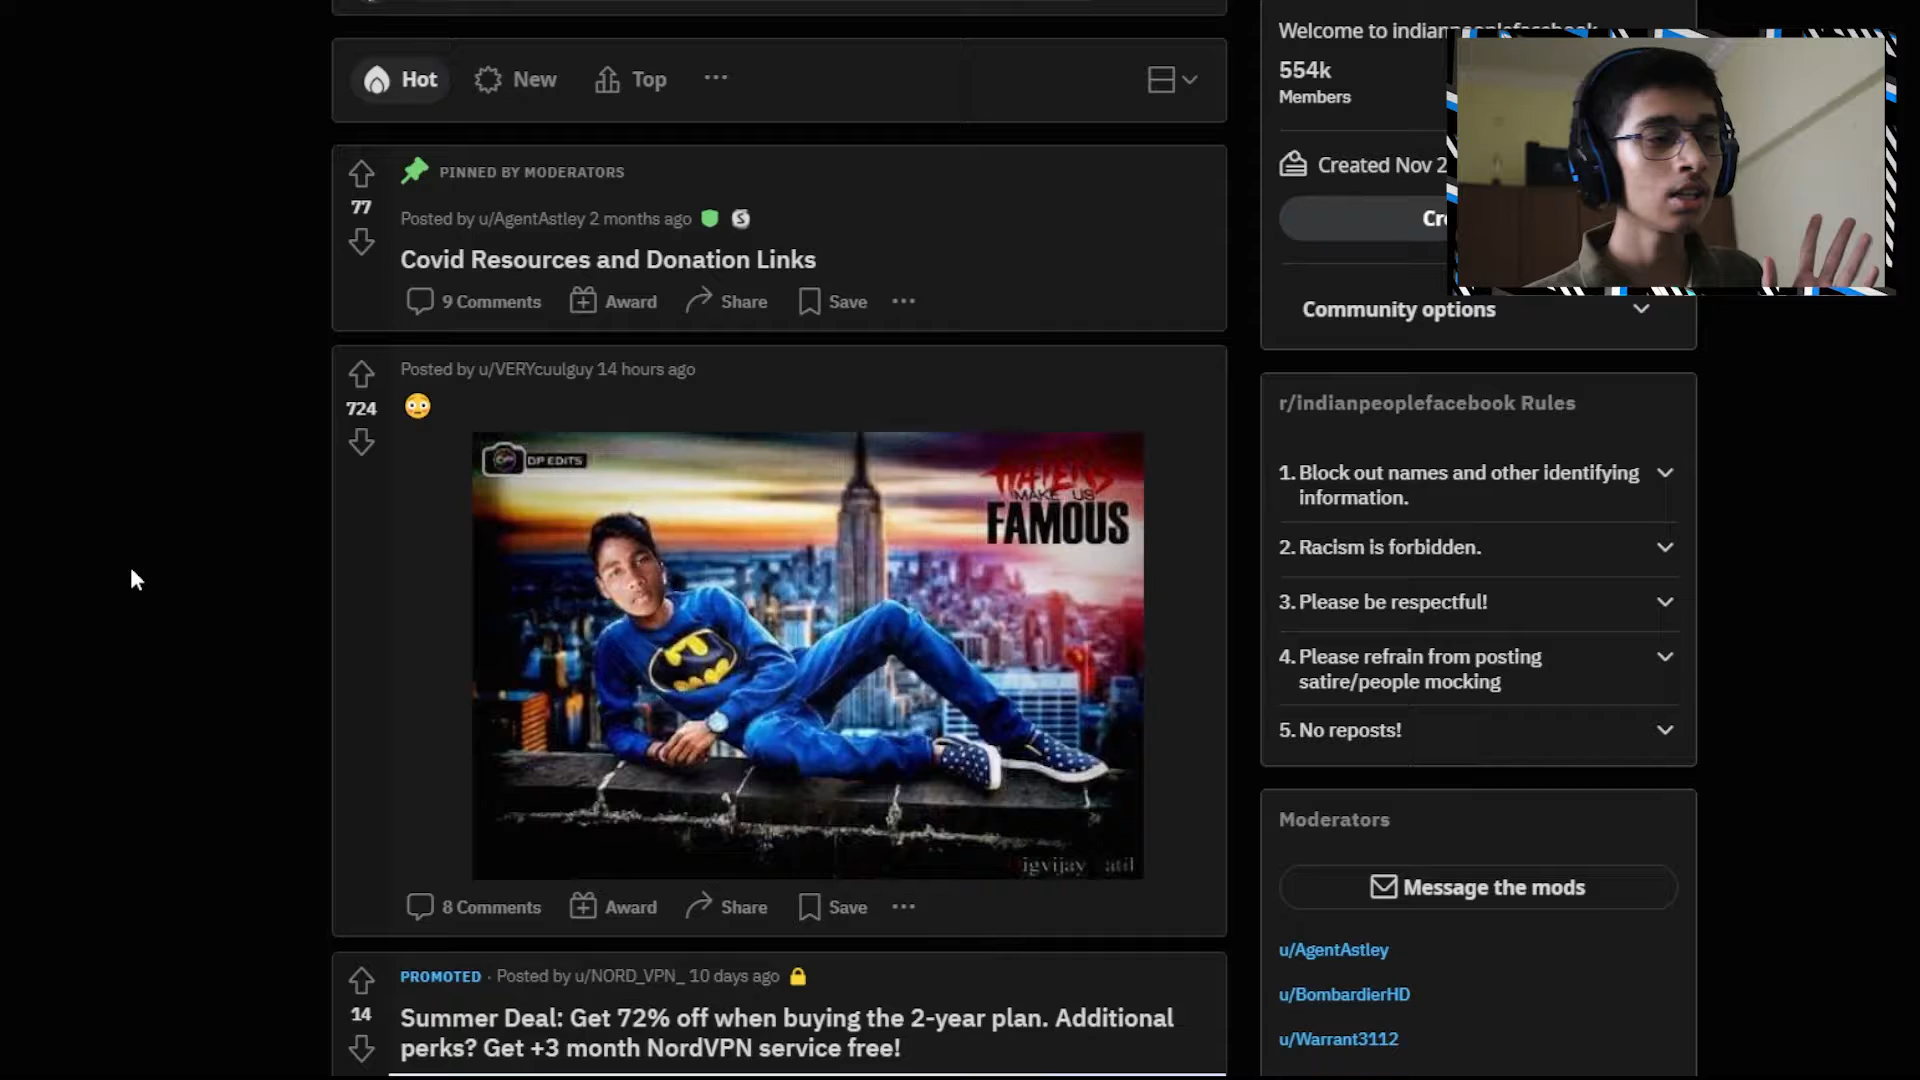 Welcome to indianpeoplefacebook
Hot
New
Top
554k
Members
Created Nov 2
PINNED BY MODERATORS
77
Posted by u/AgentAstley 2 months ago
Covid Resources and Donation Links
9 Comments
Award
Share
Save
Community options
Posted by u/VERYcuulguy 14 hours ago
724
DP EDITS
HATERS
MAKE US
FAMOUS
8 Comments
Award
Share
Save
r/indianpeoplefacebook Rules
1. Block out names and other identifying
information.
2. Racism is forbidden.
3. Please be respectful!
4. Please refrain from posting
satire/people mocking
5. No reposts!
Moderators
Message the mods
u/AgentAstley
u/BombardierHD
u/Warrant3112
PROMOTED · Posted by u/NORD_VPN_ 10 days ago
14
Summer Deal: Get 72% off when buying the 2-year plan. Additional
perks? Get +3 month NordVPN service free!